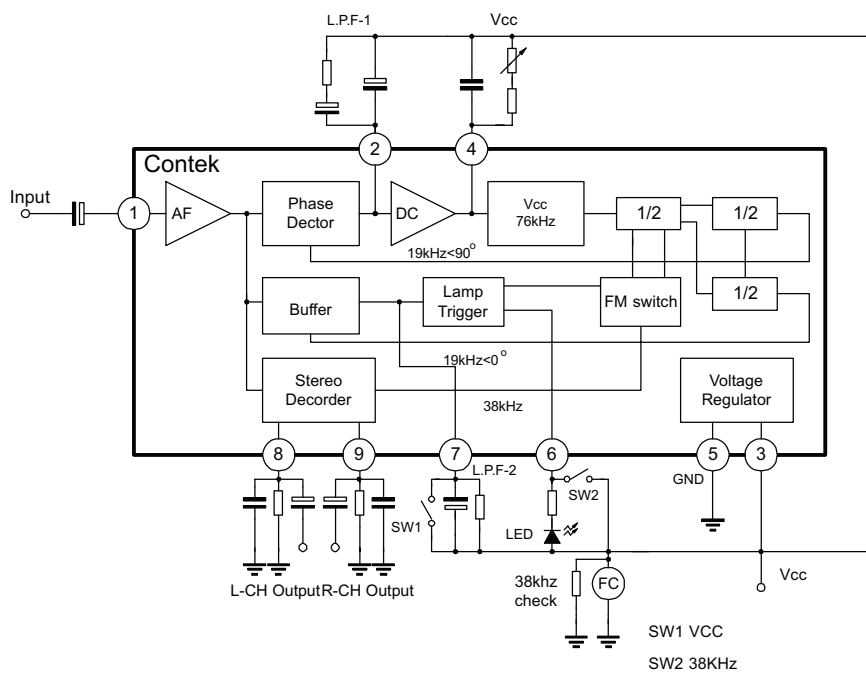 L.P.F-1
Vcc
2
4
Contek
Input
1
AF
Phase
Dector
DC
Vcc
76kHz
1/2
1/2
19kHz<90°
Buffer
Lamp
Trigger
FM switch
1/2
19kHz<0°
Stereo
Decorder
38kHz
Voltage
Regulator
8
9
7
6
5
3
L.P.F-2
GND
SW2
SW1
LED
L-CH Output
R-CH Output
38khz
check
FC
Vcc
SW1 VCC
SW2 38KHz